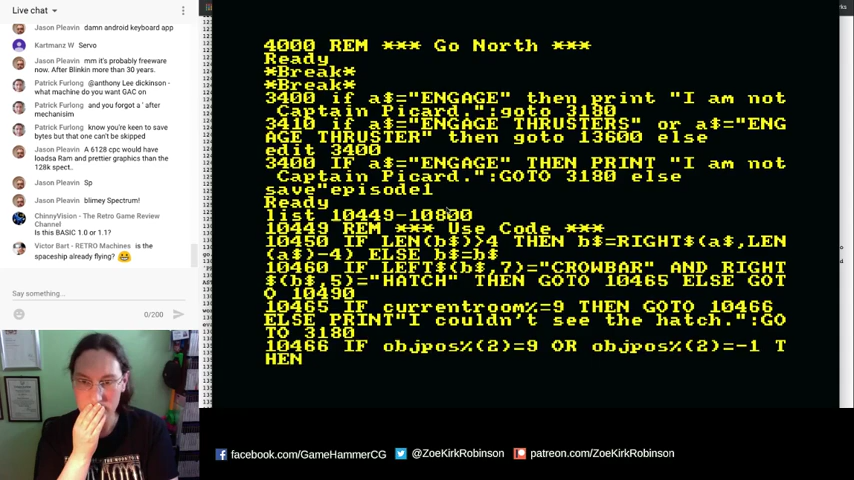 Live chat
Jason Pleavin damn android keyboard app
Kartmanz W Servo
Jason Pleavin mm it's probably freeware
now. After Blinkin more than 30 years.
Patrick Furlong @anthony Lee dickinson -
what machine do you want GAC on
Patrick Furlong and you forgot a ' after
mechanisim
Patrick Furlong know you're keen to save
bytes but that one can't be skipped
Jason Pleavin A 6128 cpc would have
loadsa Ram and prettier graphics than the
128k spect..
Jason Pleavin Sp
Jason Pleavin blimey Spectrum!
ChinnyVision - The Retro Game Review
Channel
Is this BASIC 1.0 or 1.1?
Victor Bart - RETRO Machines is the
spaceship already flying?
Say something...
0/200
4000 REM *** Go North ***
Ready
*Break*
*Break*
3400 if a$="ENGAGE" then print "I am not
 Captain Picard.":goto 3180
3410 if a$="ENGAGE THRUSTERS" or a$="ENG
AGE THRUSTER" then goto 13600 else
edit 3400
3400 IF a$="ENGAGE" THEN PRINT "I am not
 Captain Picard.":GOTO 3180 else
save"episode1
Ready
list 10449-10800
10449 REM *** Use Code ***
10450 IF LEN(b$)>4 THEN b$=RIGHT$(a$,LEN
(a$)-4) ELSE b$=b$
10460 IF LEFT$(b$,7)="CROWBAR" AND RIGHT
$(b$,5)="HATCH" THEN GOTO 10465 ELSE GOT
O 10490
10465 IF currentroom%=9 THEN GOTO 10466
ELSE PRINT"I couldn't see the hatch.":GO
TO 3180
10466 IF objpos%(2)=9 OR objpos%(2)=-1 T
HEN
facebook.com/GameHammerCG
@ZoeKirkRobinson
patreon.com/ZoeKirkRobinson